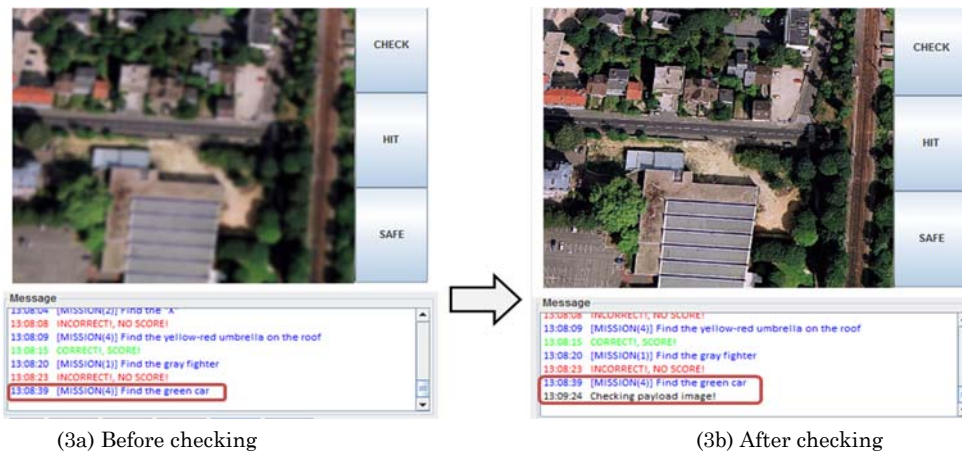 CHECK
HIT
SAFE
Message
13:08:04 [MISSION(2)] Find the "X"
13:08:08 INCORRECT!, NO SCORE!
13:08:09 [MISSION(4)] Find the yellow-red umbrella on the roof
13:08:15 CORRECT!, SCORE!
13:08:20 [MISSION(1)] Find the gray fighter
13:08:23 INCORRECT!, NO SCORE!
13:08:39 [MISSION(4)] Find the green car
(3a) Before checking
CHECK
HIT
SAFE
Message
13:08:08 INCORRECT!, NO SCORE!
13:08:09 [MISSION(4)] Find the yellow-red umbrella on the roof
13:08:15 CORRECT!, SCORE!
13:08:20 [MISSION(1)] Find the gray fighter
13:08:23 INCORRECT!, NO SCORE!
13:08:39 [MISSION(4)] Find the green car
13:09:24 Checking payload image!
(3b) After checking